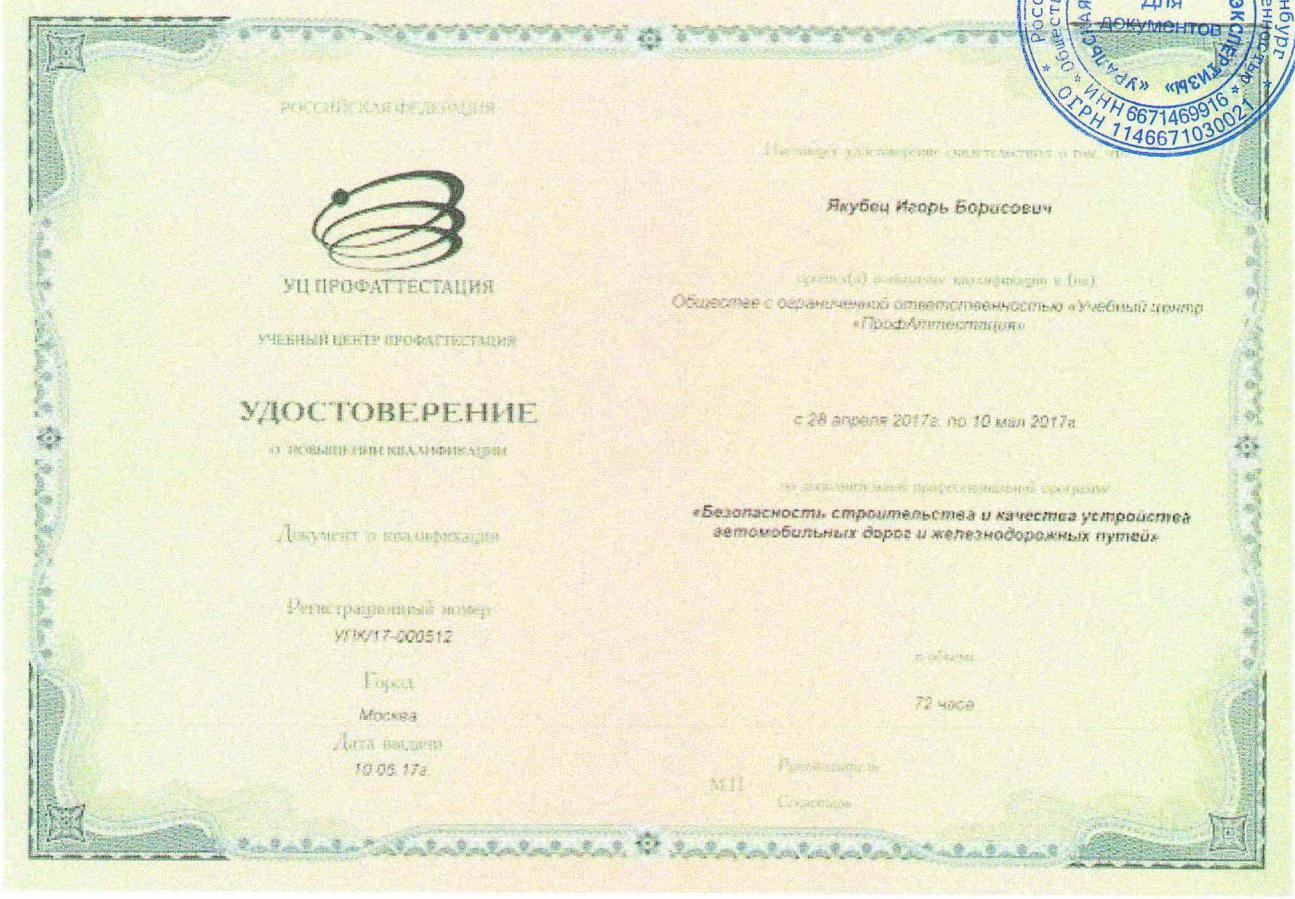 РОССИЙСКАЯ ФЕДЕРАЦИЯ
УЦ ПРОФАТТЕСТАЦИЯ
УЧЕБНЫЙ ЦЕНТР ПРОФАТТЕСТАЦИЯ
УДОСТОВЕРЕНИЕ
О ПОВЫШЕНИИ КВАЛИФИКАЦИИ
Документ о квалификации
Регистрационный номер
УПК/17-000512
Город
Москва
Дата выдачи
10.05.17г.
Настоящее удостоверение свидетельствует о том, что
Якубец Игорь Борисович
прошел(а) повышение квалификации в (на)
Обществе с ограниченной ответственностью «Учебный центр
«ПрофАттестация»
с 28 апреля 2017г. по 10 мая 2017г.
по дополнительной профессиональной программе
«Безопасность строительства и качества устройства
автомобильных дорог и железнодорожных путей»
в объеме
72 часа
М.П.
Руководитель
Секретарь
Для
документов
«УРАЛЬСКАЯ
ЭКСПЕРТИЗЫ»
* ИНН 6671469916 *
* ОГРН 1146671030021 *